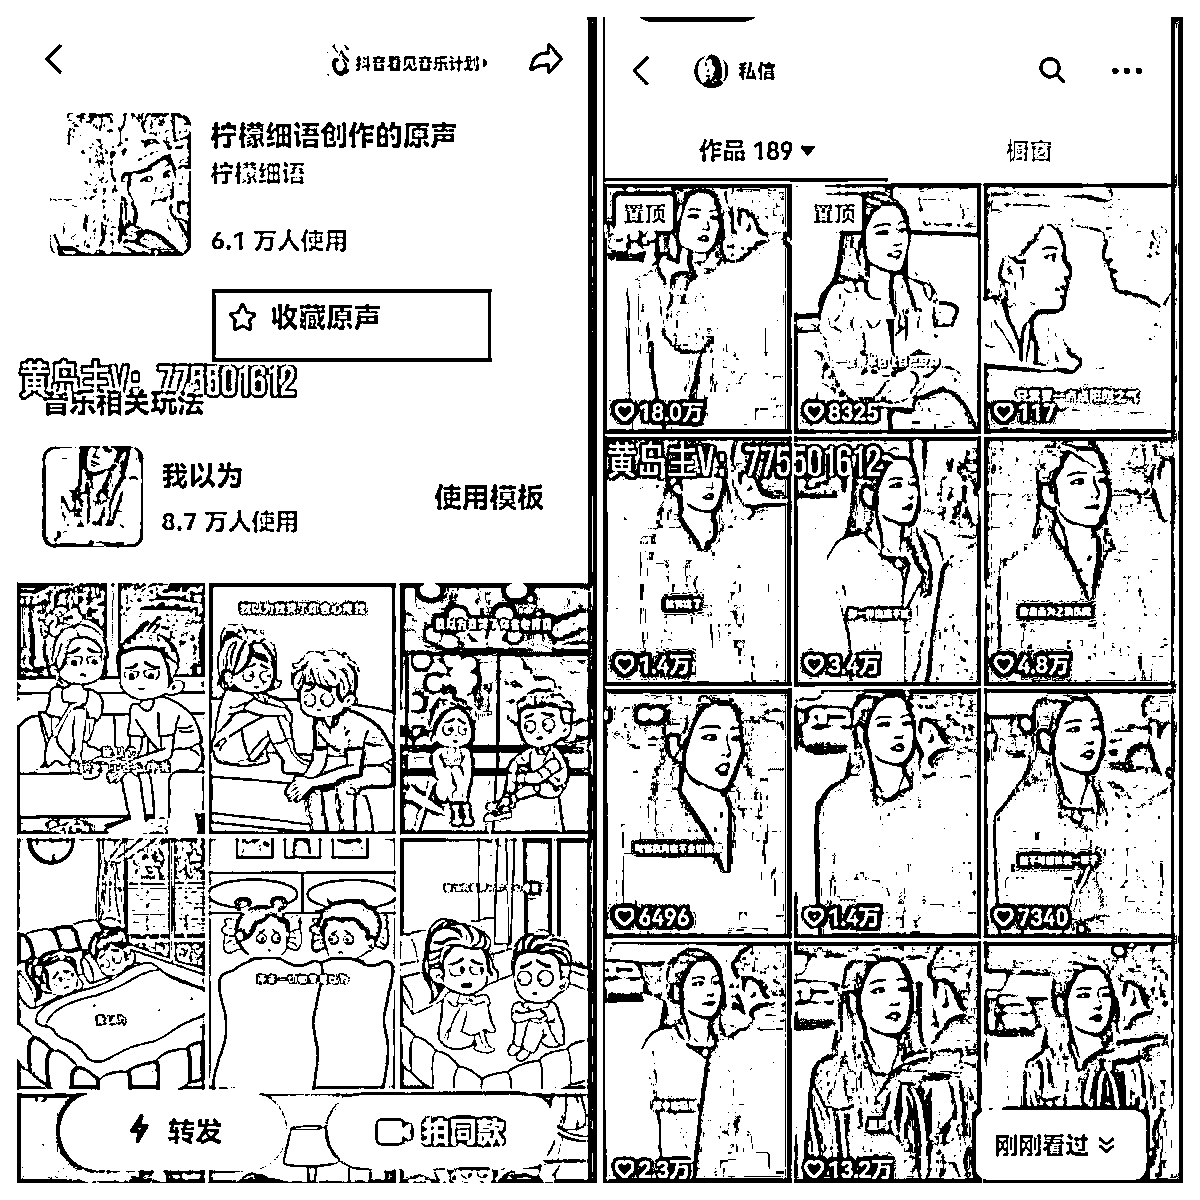 抖音看见音乐计划
柠檬细语创作的原声
柠檬细语
6.1 万人使用
收藏原声
黄岛主V：775501612
音乐相关玩法
我以为
8.7 万人使用
使用模板
转发
拍同款
私信
作品 189
橱窗
置顶
置顶
18.0万
8325
117
黄岛主V：775501612
1.4万
3.4万
4.8万
6496
1.4万
7340
2.3万
13.2万
刚刚看过